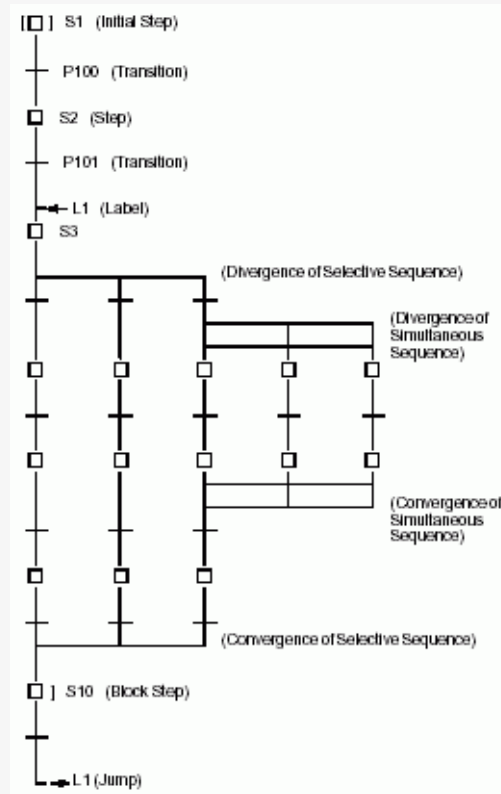 [ ] S1 (Initial Step)
P100 (Transition)
S2 (Step)
P101 (Transition)
L1 (Label)
S3
(Divergence of Selective Sequence)
(Divergence of
Simultaneous
Sequence)
(Convergence of
Simultaneous
Sequence)
(Convergence of Selective Sequence)
] S10 (Block Step)
L1 (Jump)